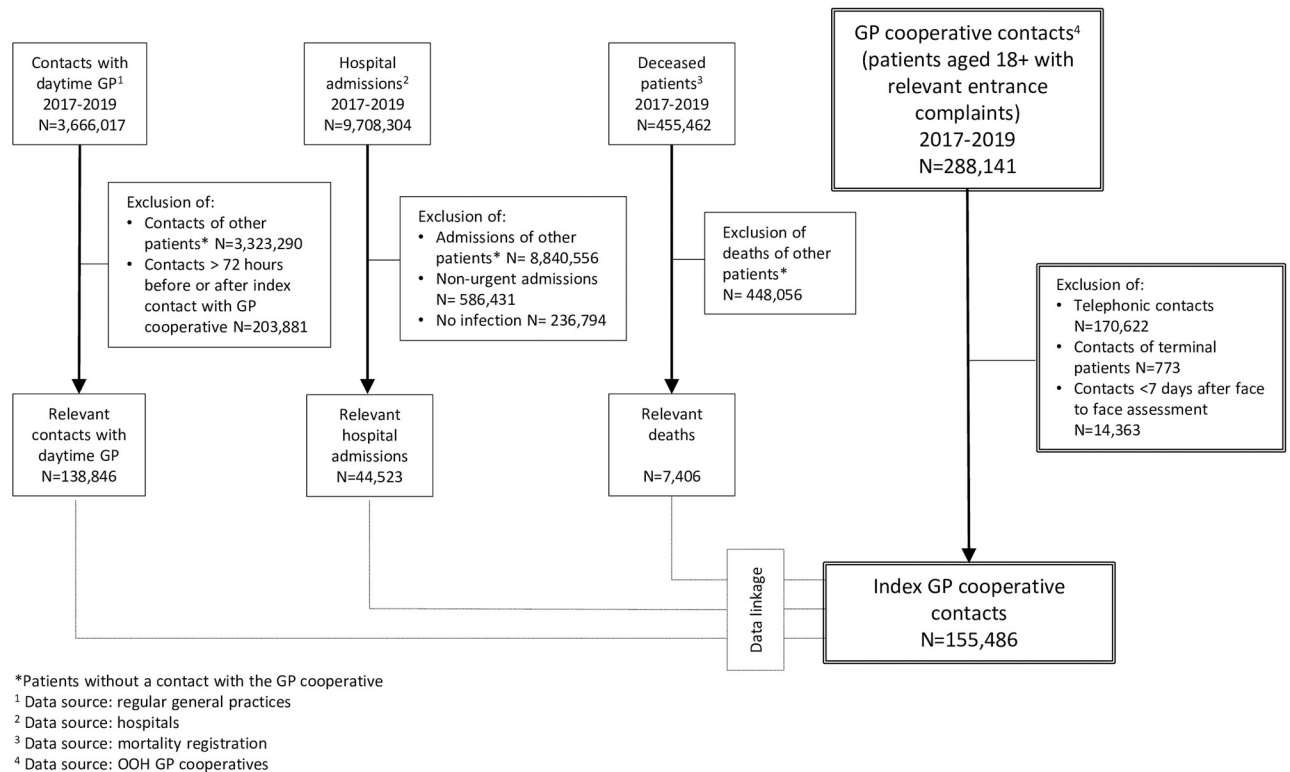 Contacts with
daytime GP¹
2017-2019
N=3,666,017
Hospital
admissions²
2017-2019
N=9,708,304
Deceased
patients³
2017-2019
N=455,462
GP cooperative contacts⁴
(patients aged 18+ with
relevant entrance
complaints)
2017-2019
N=288,141
Exclusion of:
• Contacts of other
patients* N=3,323,290
• Contacts > 72 hours
before or after index
contact with GP
cooperative N=203,881
Exclusion of:
• Admissions of other
patients* N= 8,840,556
• Non-urgent admissions
N= 586,431
• No infection N= 236,794
Exclusion of
deaths of other
patients*
N= 448,056
Exclusion of:
• Telephonic contacts
N=170,622
• Contacts of terminal
patients N=773
• Contacts <7 days after face
to face assessment
N=14,363
Relevant
contacts with
daytime GP
N=138,846
Relevant
hospital
admissions
N=44,523
Relevant
deaths
N=7,406
Data linkage
Index GP cooperative
contacts
N=155,486
*Patients without a contact with the GP cooperative
¹ Data source: regular general practices
² Data source: hospitals
³ Data source: mortality registration
⁴ Data source: OOH GP cooperatives